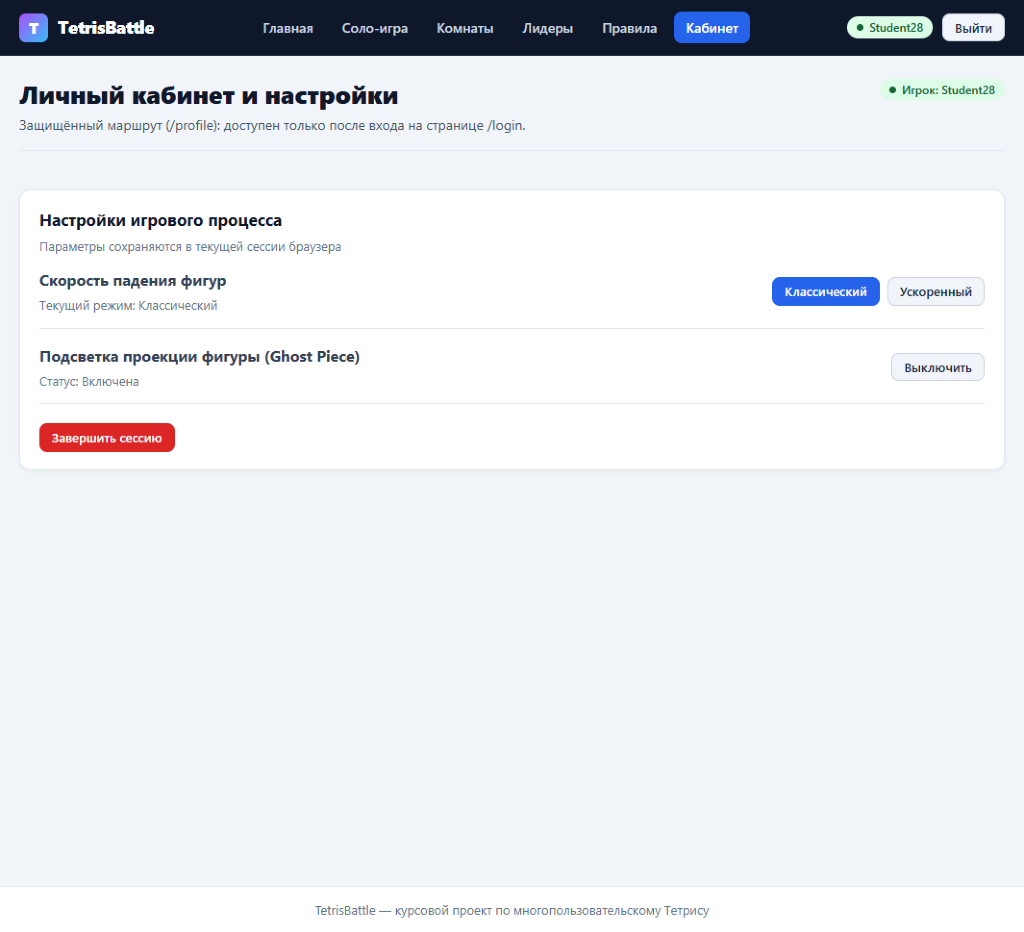 T TetrisBattle Главная Соло-игра Комнаты Лидеры Правила Кабинет Student28 Выйти
Личный кабинет и настройки
Игрок: Student28
Защищённый маршрут (/profile): доступен только после входа на странице /login.
Настройки игрового процесса
Параметры сохраняются в текущей сессии браузера
Скорость падения фигур
Текущий режим: Классический
Классический Ускоренный
Подсветка проекции фигуры (Ghost Piece)
Статус: Включена
Выключить
Завершить сессию
TetrisBattle — курсовой проект по многопользовательскому Тетрису